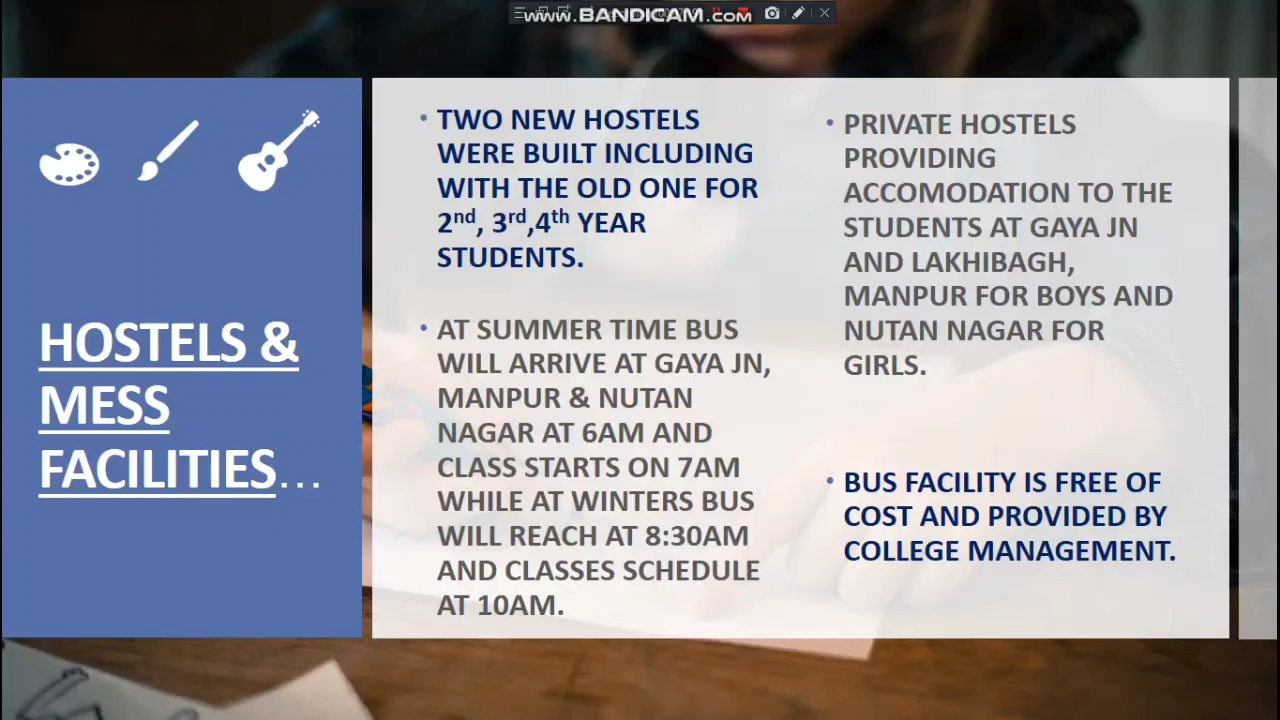 www.BANDICAM.com
HOSTELS &
MESS
FACILITIES...
• TWO NEW HOSTELS
WERE BUILT INCLUDING
WITH THE OLD ONE FOR
2nd, 3rd,4th YEAR
STUDENTS.
• AT SUMMER TIME BUS
WILL ARRIVE AT GAYA JN,
MANPUR & NUTAN
NAGAR AT 6AM AND
CLASS STARTS ON 7AM
WHILE AT WINTERS BUS
WILL REACH AT 8:30AM
AND CLASSES SCHEDULE
AT 10AM.
• PRIVATE HOSTELS
PROVIDING
ACCOMODATION TO THE
STUDENTS AT GAYA JN
AND LAKHIBAGH,
MANPUR FOR BOYS AND
NUTAN NAGAR FOR
GIRLS.
• BUS FACILITY IS FREE OF
COST AND PROVIDED BY
COLLEGE MANAGEMENT.